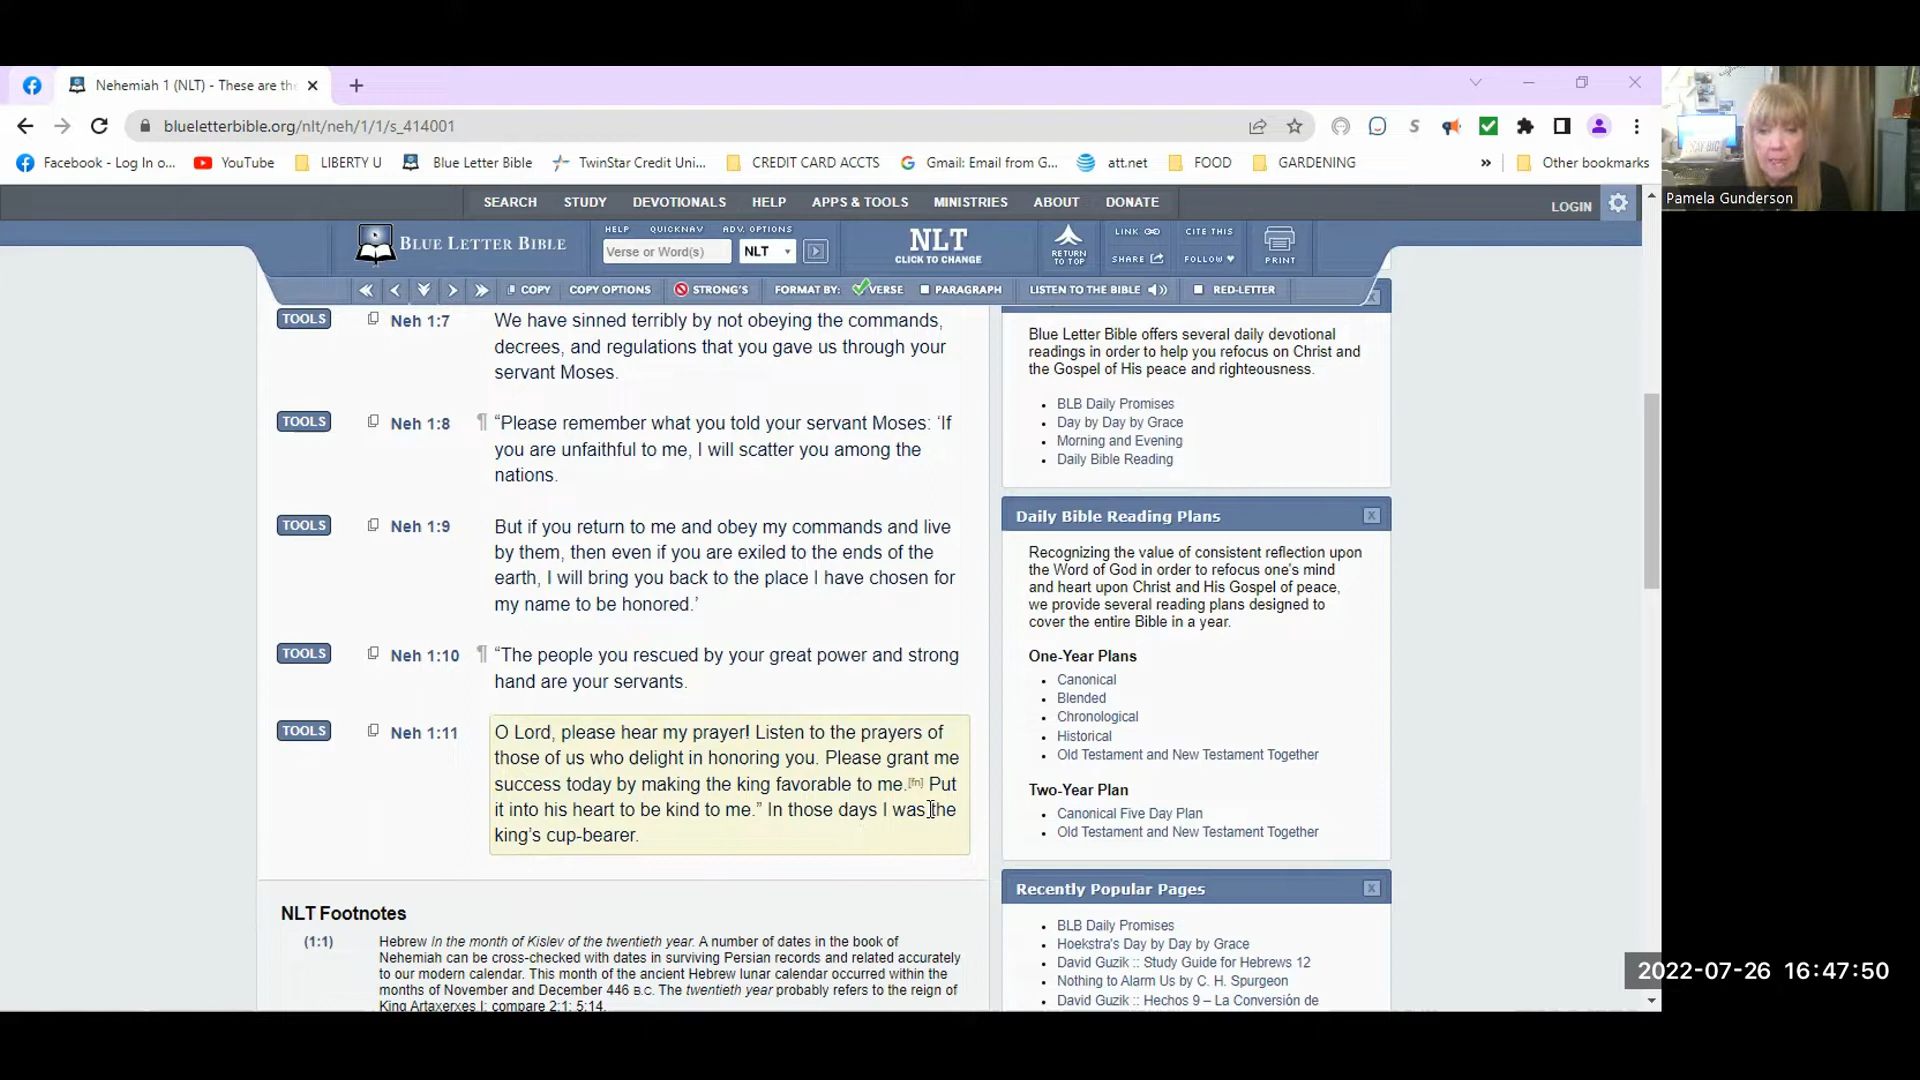 Nehemiah 1 (NLT) - These are the
blueletterbible.org/nlt/neh/1/1/s_414001
Facebook - Log In o...
YouTube
LIBERTY U
Blue Letter Bible
TwinStar Credit Uni...
CREDIT CARD ACCTS
Gmail: Email from G...
att.net
FOOD
GARDENING
»
Other bookmarks
Pamela Gunderson
SEARCH STUDY DEVOTIONALS HELP APPS & TOOLS MINISTRIES ABOUT DONATE
LOGIN
BLUE LETTER BIBLE
HELP QUICKNAV ADV. OPTIONS
Verse or Word(s)
NLT
NLT
CLICK TO CHANGE
RETURN
TO TOP
LINK
SHARE
CITE THIS
FOLLOW
PRINT
COPY COPY OPTIONS STRONG'S FORMAT BY: VERSE PARAGRAPH LISTEN TO THE BIBLE RED-LETTER
TOOLS Neh 1:7 We have sinned terribly by not obeying the commands,
decrees, and regulations that you gave us through your
servant Moses.
TOOLS Neh 1:8 ¶ “Please remember what you told your servant Moses: ‘If
you are unfaithful to me, I will scatter you among the
nations.
TOOLS Neh 1:9 But if you return to me and obey my commands and live
by them, then even if you are exiled to the ends of the
earth, I will bring you back to the place I have chosen for
my name to be honored.’
TOOLS Neh 1:10 ¶ “The people you rescued by your great power and strong
hand are your servants.
TOOLS Neh 1:11 O Lord, please hear my prayer! Listen to the prayers of
those of us who delight in honoring you. Please grant me
success today by making the king favorable to me.[fn] Put
it into his heart to be kind to me.” In those days I was the
king’s cup-bearer.
NLT Footnotes
(1:1) Hebrew In the month of Kislev of the twentieth year. A number of dates in the book of
Nehemiah can be cross-checked with dates in surviving Persian records and related accurately
to our modern calendar. This month of the ancient Hebrew lunar calendar occurred within the
months of November and December 446 B.C. The twentieth year probably refers to the reign of
King Artaxerxes I; compare 2:1; 5:14.
Blue Letter Bible offers several daily devotional
readings in order to help you refocus on Christ and
the Gospel of His peace and righteousness.
BLB Daily Promises
Day by Day by Grace
Morning and Evening
Daily Bible Reading
Daily Bible Reading Plans
Recognizing the value of consistent reflection upon
the Word of God in order to refocus one's mind
and heart upon Christ and His Gospel of peace,
we provide several reading plans designed to
cover the entire Bible in a year.
One-Year Plans
Canonical
Blended
Chronological
Historical
Old Testament and New Testament Together
Two-Year Plan
Canonical Five Day Plan
Old Testament and New Testament Together
Recently Popular Pages
BLB Daily Promises
Hoekstra's Day by Day by Grace
David Guzik :: Study Guide for Hebrews 12
Nothing to Alarm Us by C. H. Spurgeon
David Guzik :: Hechos 9 – La Conversión de
2022-07-26 16:47:50